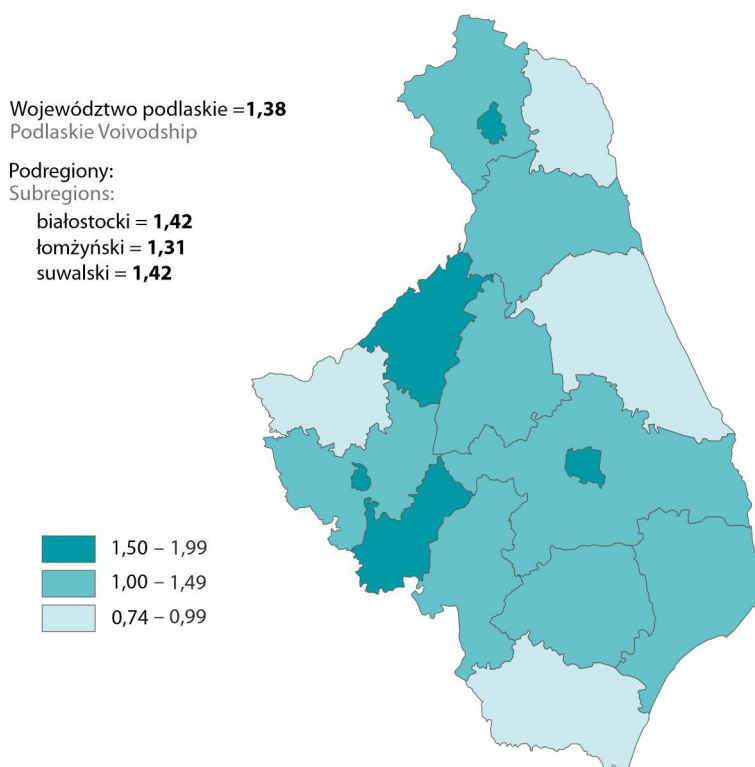 Województwo podlaskie =1,38
Podlaskie Voivodship
Podregiony:
Subregions:
białostocki = 1,42
łomżyński = 1,31
suwalski = 1,42
1,50 – 1,99
1,00 – 1,49
0,74 – 0,99